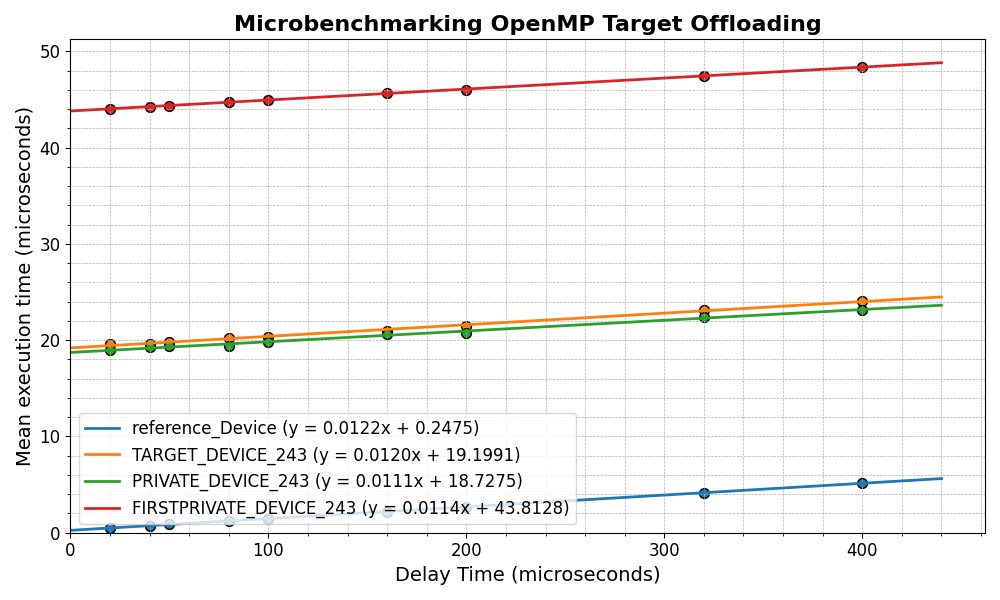 Microbenchmarking OpenMP Target Offloading
Mean execution time (microseconds)
50
40
30
20
10
0
reference_Device (y = 0.0122x + 0.2475)
TARGET_DEVICE_243 (y = 0.0120x + 19.1991)
PRIVATE_DEVICE_243 (y = 0.0111x + 18.7275)
FIRSTPRIVATE_DEVICE_243 (y = 0.0114x + 43.8128)
0 100 200 300 400
Delay Time (microseconds)